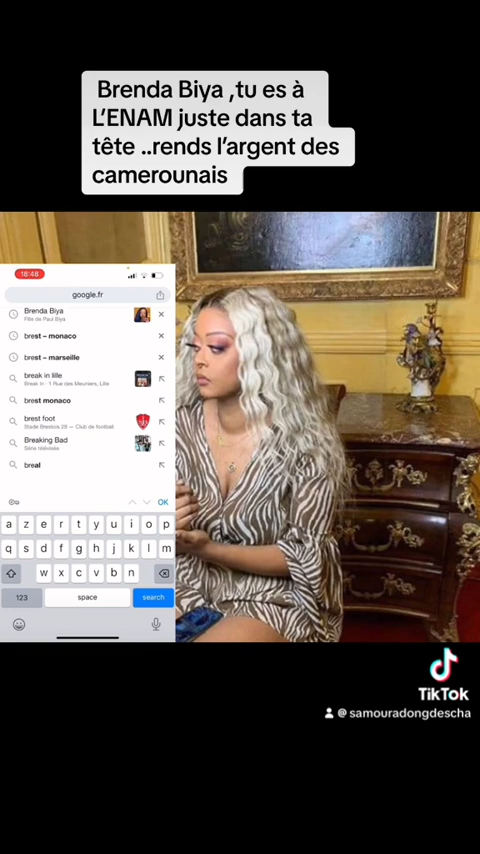 Brenda Biya ,tu es à
L’ENAM juste dans ta
tête ..rends l’argent des
camerounais
18:48
google.fr
Brenda Biya
Fille de Paul Biya
brest – monaco
brest – marseille
break in lille
Break in · 1 Rue des Meuniers, Lille
brest monaco
brest foot
Stade Brestois 29 — Club de football
Breaking Bad
Série télévisée
breal
OK
a z e r t y u i o p
q s d f g h j k l m
w x c v b n
123 space search
TikTok
@ samouradongdescha